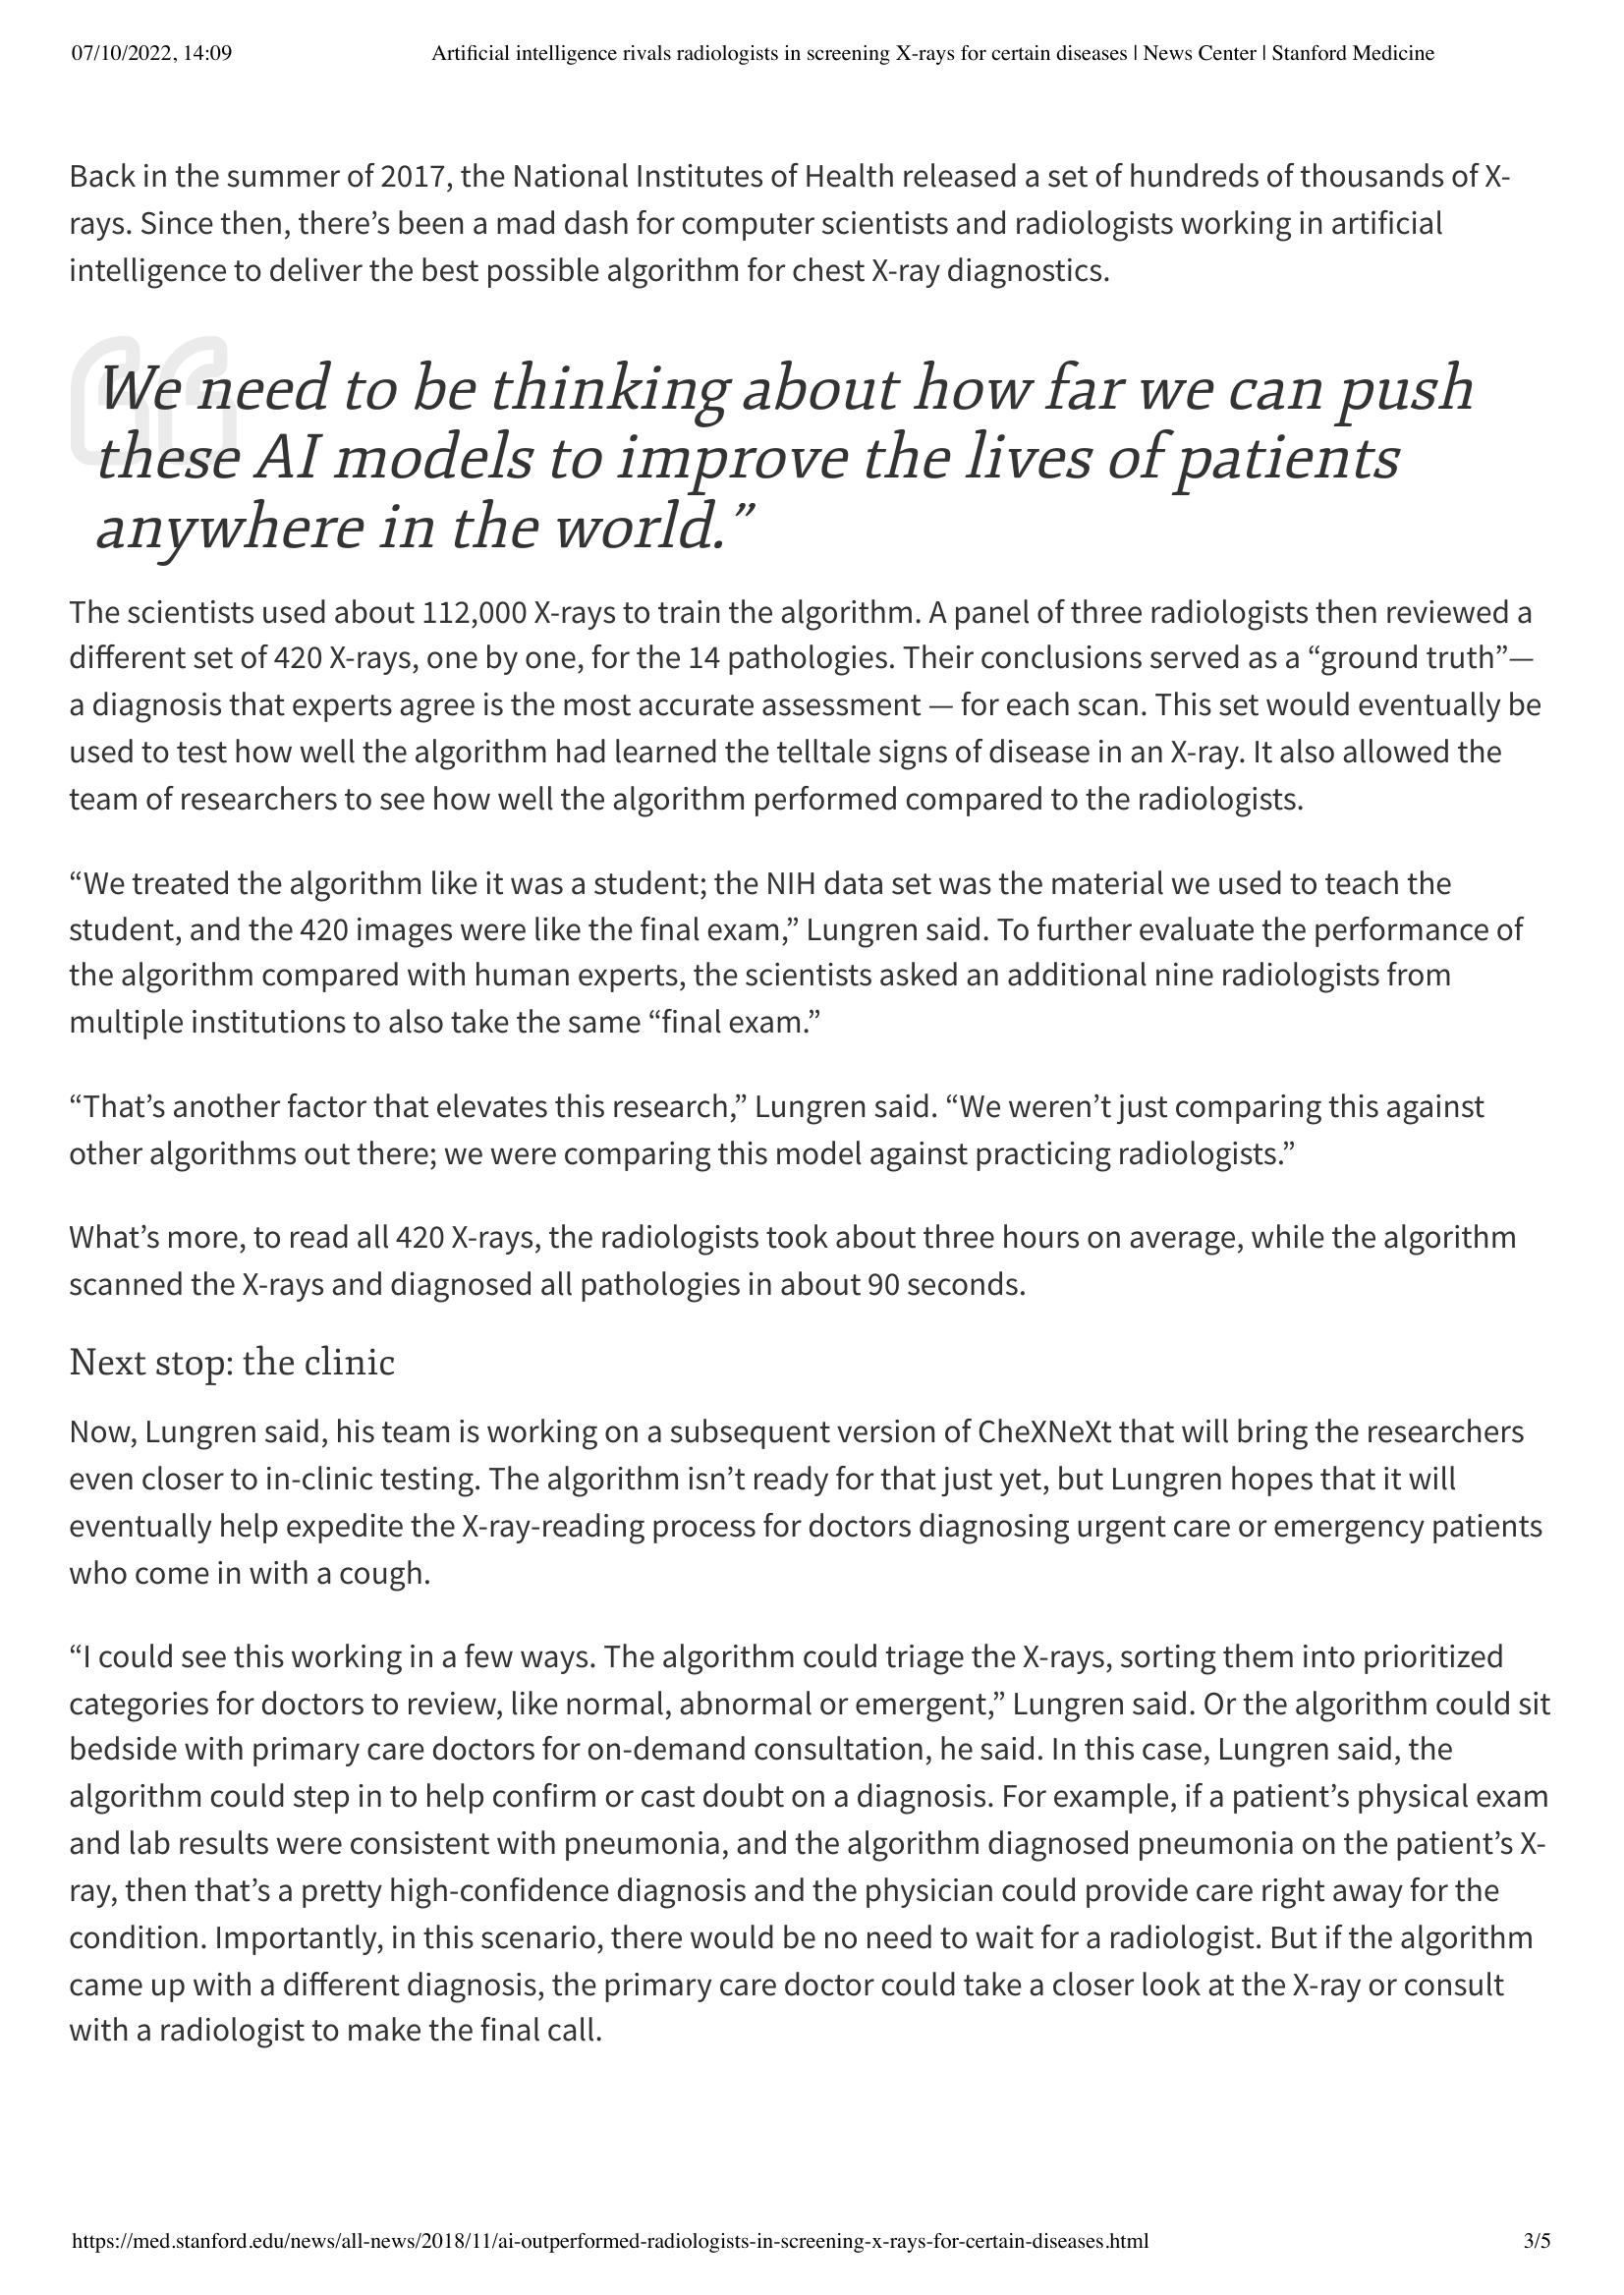 07/10/2022, 14:09 Artificial intelligence rivals radiologists in screening X-rays for certain diseases | News Center | Stanford Medicine
Back in the summer of 2017, the National Institutes of Health released a set of hundreds of thousands of X-
rays. Since then, there’s been a mad dash for computer scientists and radiologists working in artificial
intelligence to deliver the best possible algorithm for chest X-ray diagnostics.
“We need to be thinking about how far we can push
these AI models to improve the lives of patients
anywhere in the world.”
The scientists used about 112,000 X-rays to train the algorithm. A panel of three radiologists then reviewed a
different set of 420 X-rays, one by one, for the 14 pathologies. Their conclusions served as a “ground truth”—
a diagnosis that experts agree is the most accurate assessment — for each scan. This set would eventually be
used to test how well the algorithm had learned the telltale signs of disease in an X-ray. It also allowed the
team of researchers to see how well the algorithm performed compared to the radiologists.
“We treated the algorithm like it was a student; the NIH data set was the material we used to teach the
student, and the 420 images were like the final exam,” Lungren said. To further evaluate the performance of
the algorithm compared with human experts, the scientists asked an additional nine radiologists from
multiple institutions to also take the same “final exam.”
“That’s another factor that elevates this research,” Lungren said. “We weren’t just comparing this against
other algorithms out there; we were comparing this model against practicing radiologists.”
What’s more, to read all 420 X-rays, the radiologists took about three hours on average, while the algorithm
scanned the X-rays and diagnosed all pathologies in about 90 seconds.
Next stop: the clinic
Now, Lungren said, his team is working on a subsequent version of CheXNeXt that will bring the researchers
even closer to in-clinic testing. The algorithm isn’t ready for that just yet, but Lungren hopes that it will
eventually help expedite the X-ray-reading process for doctors diagnosing urgent care or emergency patients
who come in with a cough.
“I could see this working in a few ways. The algorithm could triage the X-rays, sorting them into prioritized
categories for doctors to review, like normal, abnormal or emergent,” Lungren said. Or the algorithm could sit
bedside with primary care doctors for on-demand consultation, he said. In this case, Lungren said, the
algorithm could step in to help confirm or cast doubt on a diagnosis. For example, if a patient’s physical exam
and lab results were consistent with pneumonia, and the algorithm diagnosed pneumonia on the patient’s X-
ray, then that’s a pretty high-confidence diagnosis and the physician could provide care right away for the
condition. Importantly, in this scenario, there would be no need to wait for a radiologist. But if the algorithm
came up with a different diagnosis, the primary care doctor could take a closer look at the X-ray or consult
with a radiologist to make the final call.
https://med.stanford.edu/news/all-news/2018/11/ai-outperformed-radiologists-in-screening-x-rays-for-certain-diseases.html 3/5